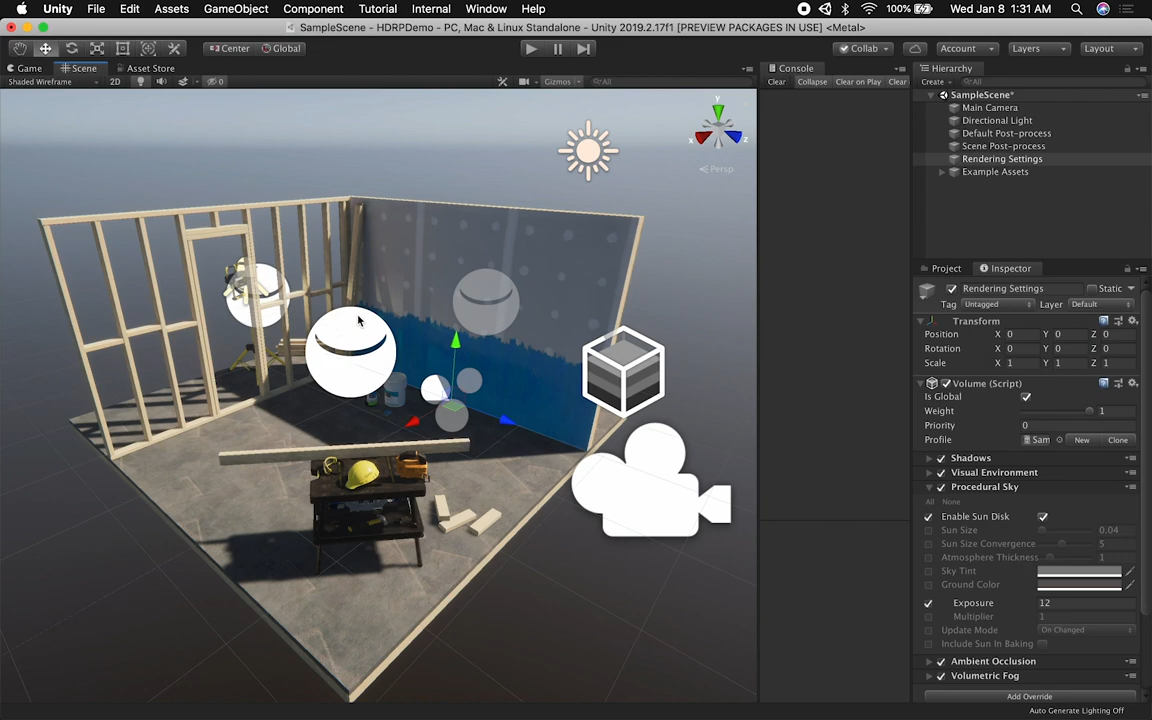 Unity File Edit Assets GameObject Component Tutorial Internal Window Help 100% Wed Jan 8 1:31 AM
SampleScene - HDRPDemo - PC, Mac & Linux Standalone - Unity 2019.2.17f1 [PREVIEW PACKAGES IN USE] <Metal>
Center Global Collab Account Layers Layout
Game Scene Asset Store Console Hierarchy
Shaded Wireframe 2D 0 Gizmos All Clear Collapse Clear on Play Clear Create All
SampleScene*
Main Camera
Directional Light
Default Post-process
Scene Post-process
Rendering Settings
Example Assets
y
x z
Persp
Project Inspector
Rendering Settings Static
Tag Untagged Layer Default
Transform
Position X 0 Y 0 Z 0
Rotation X 0 Y 0 Z 0
Scale X 1 Y 1 Z 1
Volume (Script)
Is Global
Weight 1
Priority 0
Profile Sam New Clone
Shadows
Visual Environment
Procedural Sky
All None
Enable Sun Disk
Sun Size 0.04
Sun Size Convergence 5
Atmosphere Thickness 1
Sky Tint
Ground Color
Exposure 12
Multiplier 1
Update Mode On Changed
Include Sun In Baking
Ambient Occlusion
Volumetric Fog
Add Override
Auto Generate Lighting Off